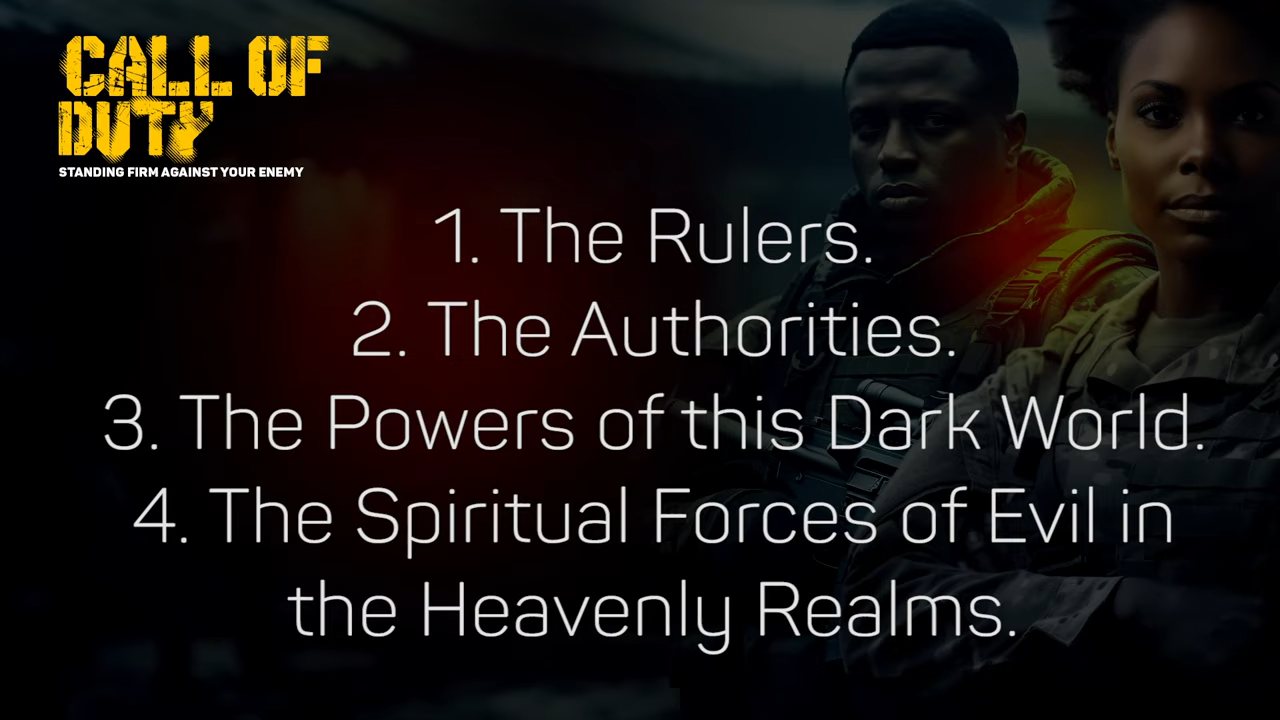 CALL OF
DUTY
STANDING FIRM AGAINST YOUR ENEMY
1. The Rulers.
2. The Authorities.
3. The Powers of this Dark World.
4. The Spiritual Forces of Evil in
the Heavenly Realms.